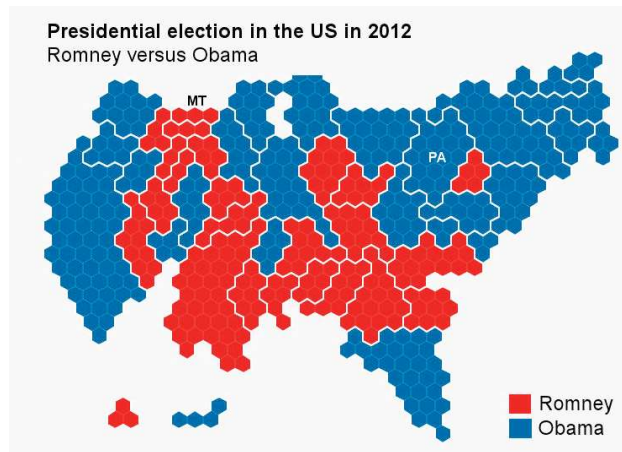 Presidential election in the US in 2012
Romney versus Obama
MT
PA
Romney
Obama